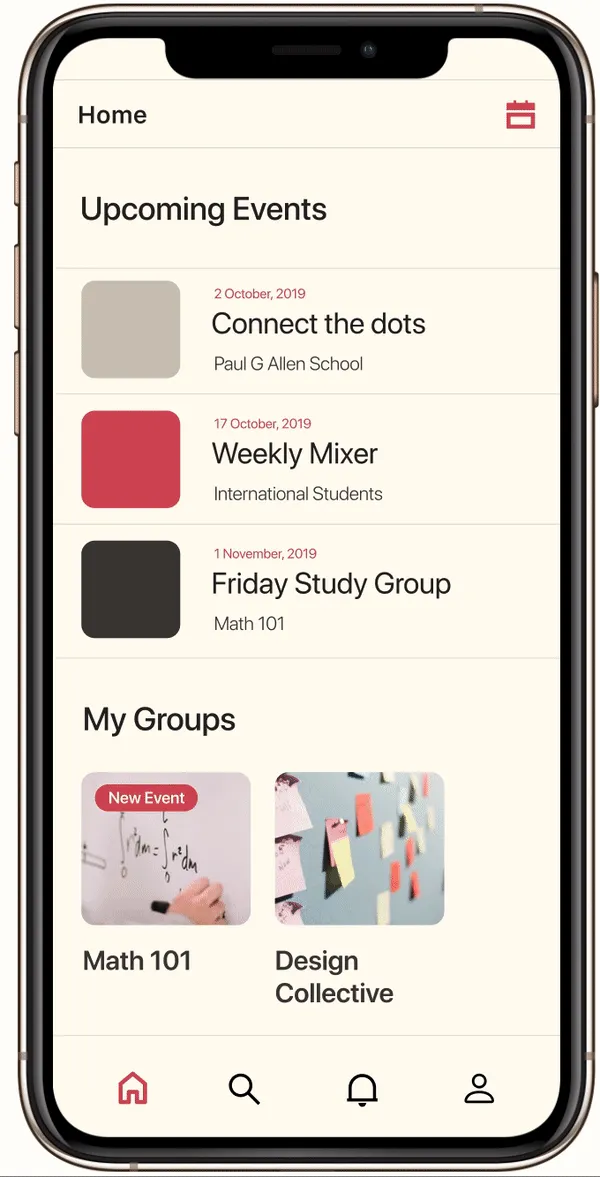 Home
Upcoming Events
2 October, 2019
Connect the dots
Paul G Allen School
17 October, 2019
Weekly Mixer
International Students
1 November, 2019
Friday Study Group
Math 101
My Groups
New Event
Math 101
Design
Collective